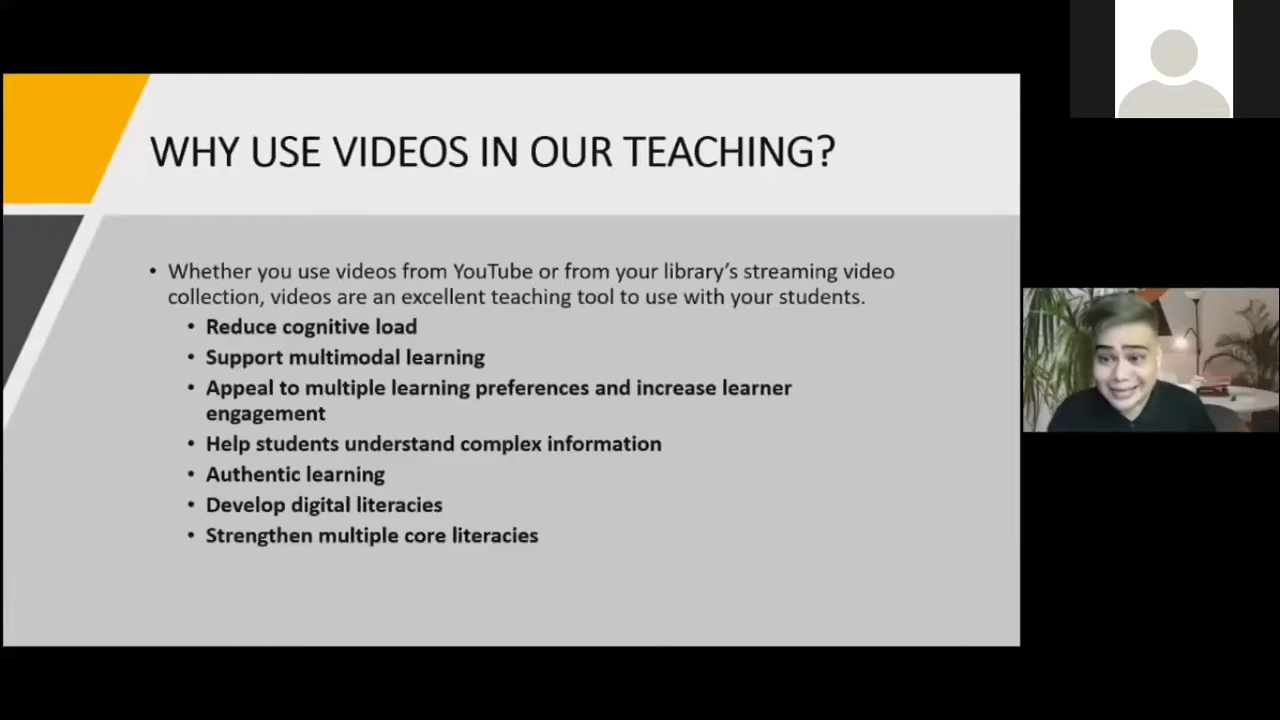 WHY USE VIDEOS IN OUR TEACHING?
• Whether you use videos from YouTube or from your library’s streaming video
collection, videos are an excellent teaching tool to use with your students.
• Reduce cognitive load
• Support multimodal learning
• Appeal to multiple learning preferences and increase learner
engagement
• Help students understand complex information
• Authentic learning
• Develop digital literacies
• Strengthen multiple core literacies